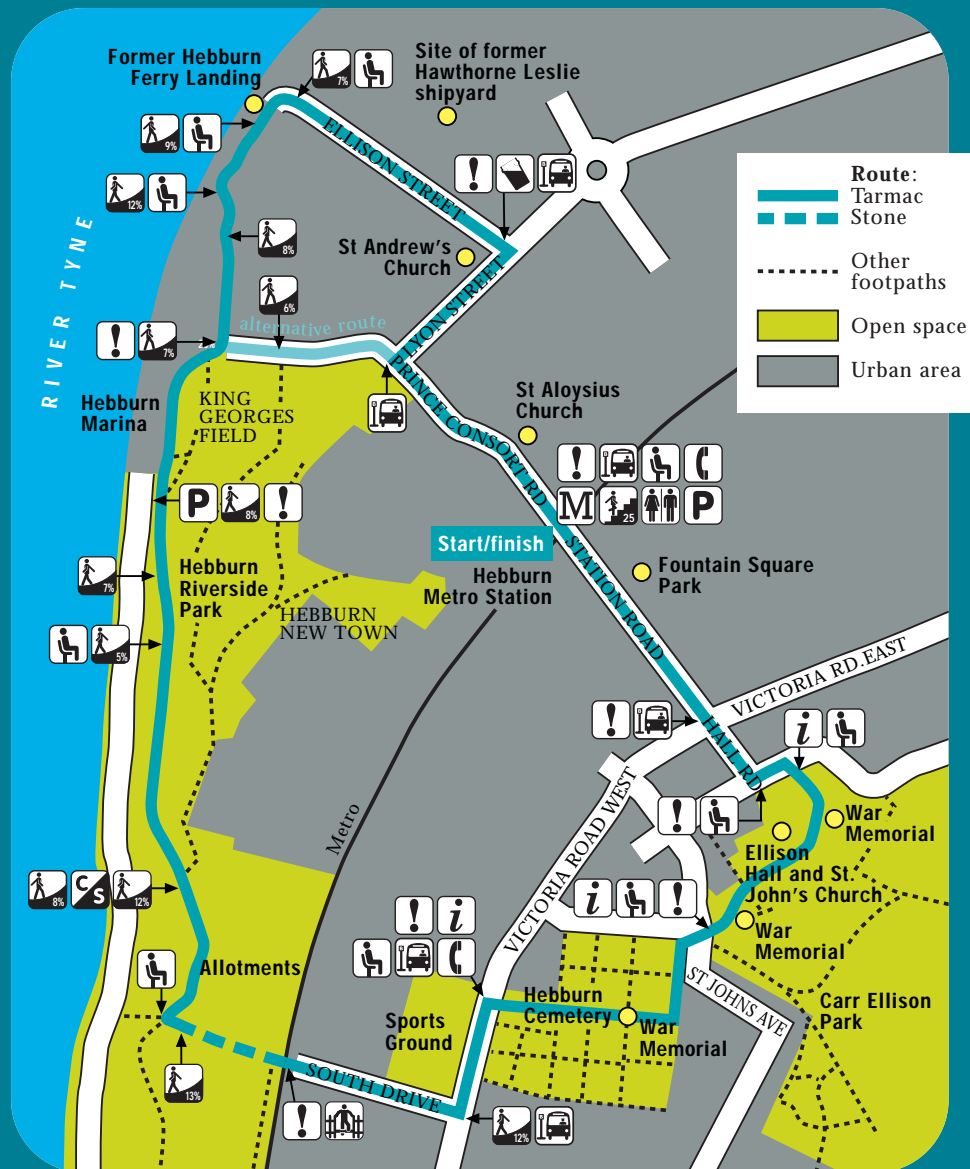 Former Hebburn
Ferry Landing
7%
Site of former
Hawthorne Leslie
shipyard
9%
ELLISON STREET
12%
RIVER TYNE
8%
St Andrew's
Church
LYON STREET
6%
alternative route
7%
Route:
Tarmac
Stone
Other
footpaths
Open space
Urban area
Hebburn
Marina
KING
GEORGES
FIELD
PRINCE CONSORT RD
St Aloysius
Church
M
25
P
P
8%
Start/finish
Hebburn
Metro Station
STATION ROAD
Fountain Square
Park
7%
Hebburn
Riverside
Park
HEBBURN
NEW TOWN
5%
VICTORIA RD.EAST
HALL RD
i
VICTORIA ROAD WEST
Metro
War
Memorial
Ellison
Hall and St.
John's Church
8%
C
S
12%
i
i
War
Memorial
Allotments
Sports
Ground
Hebburn
Cemetery
War
Memorial
ST JOHNS AVE
Carr Ellison
Park
13%
SOUTH DRIVE
12%